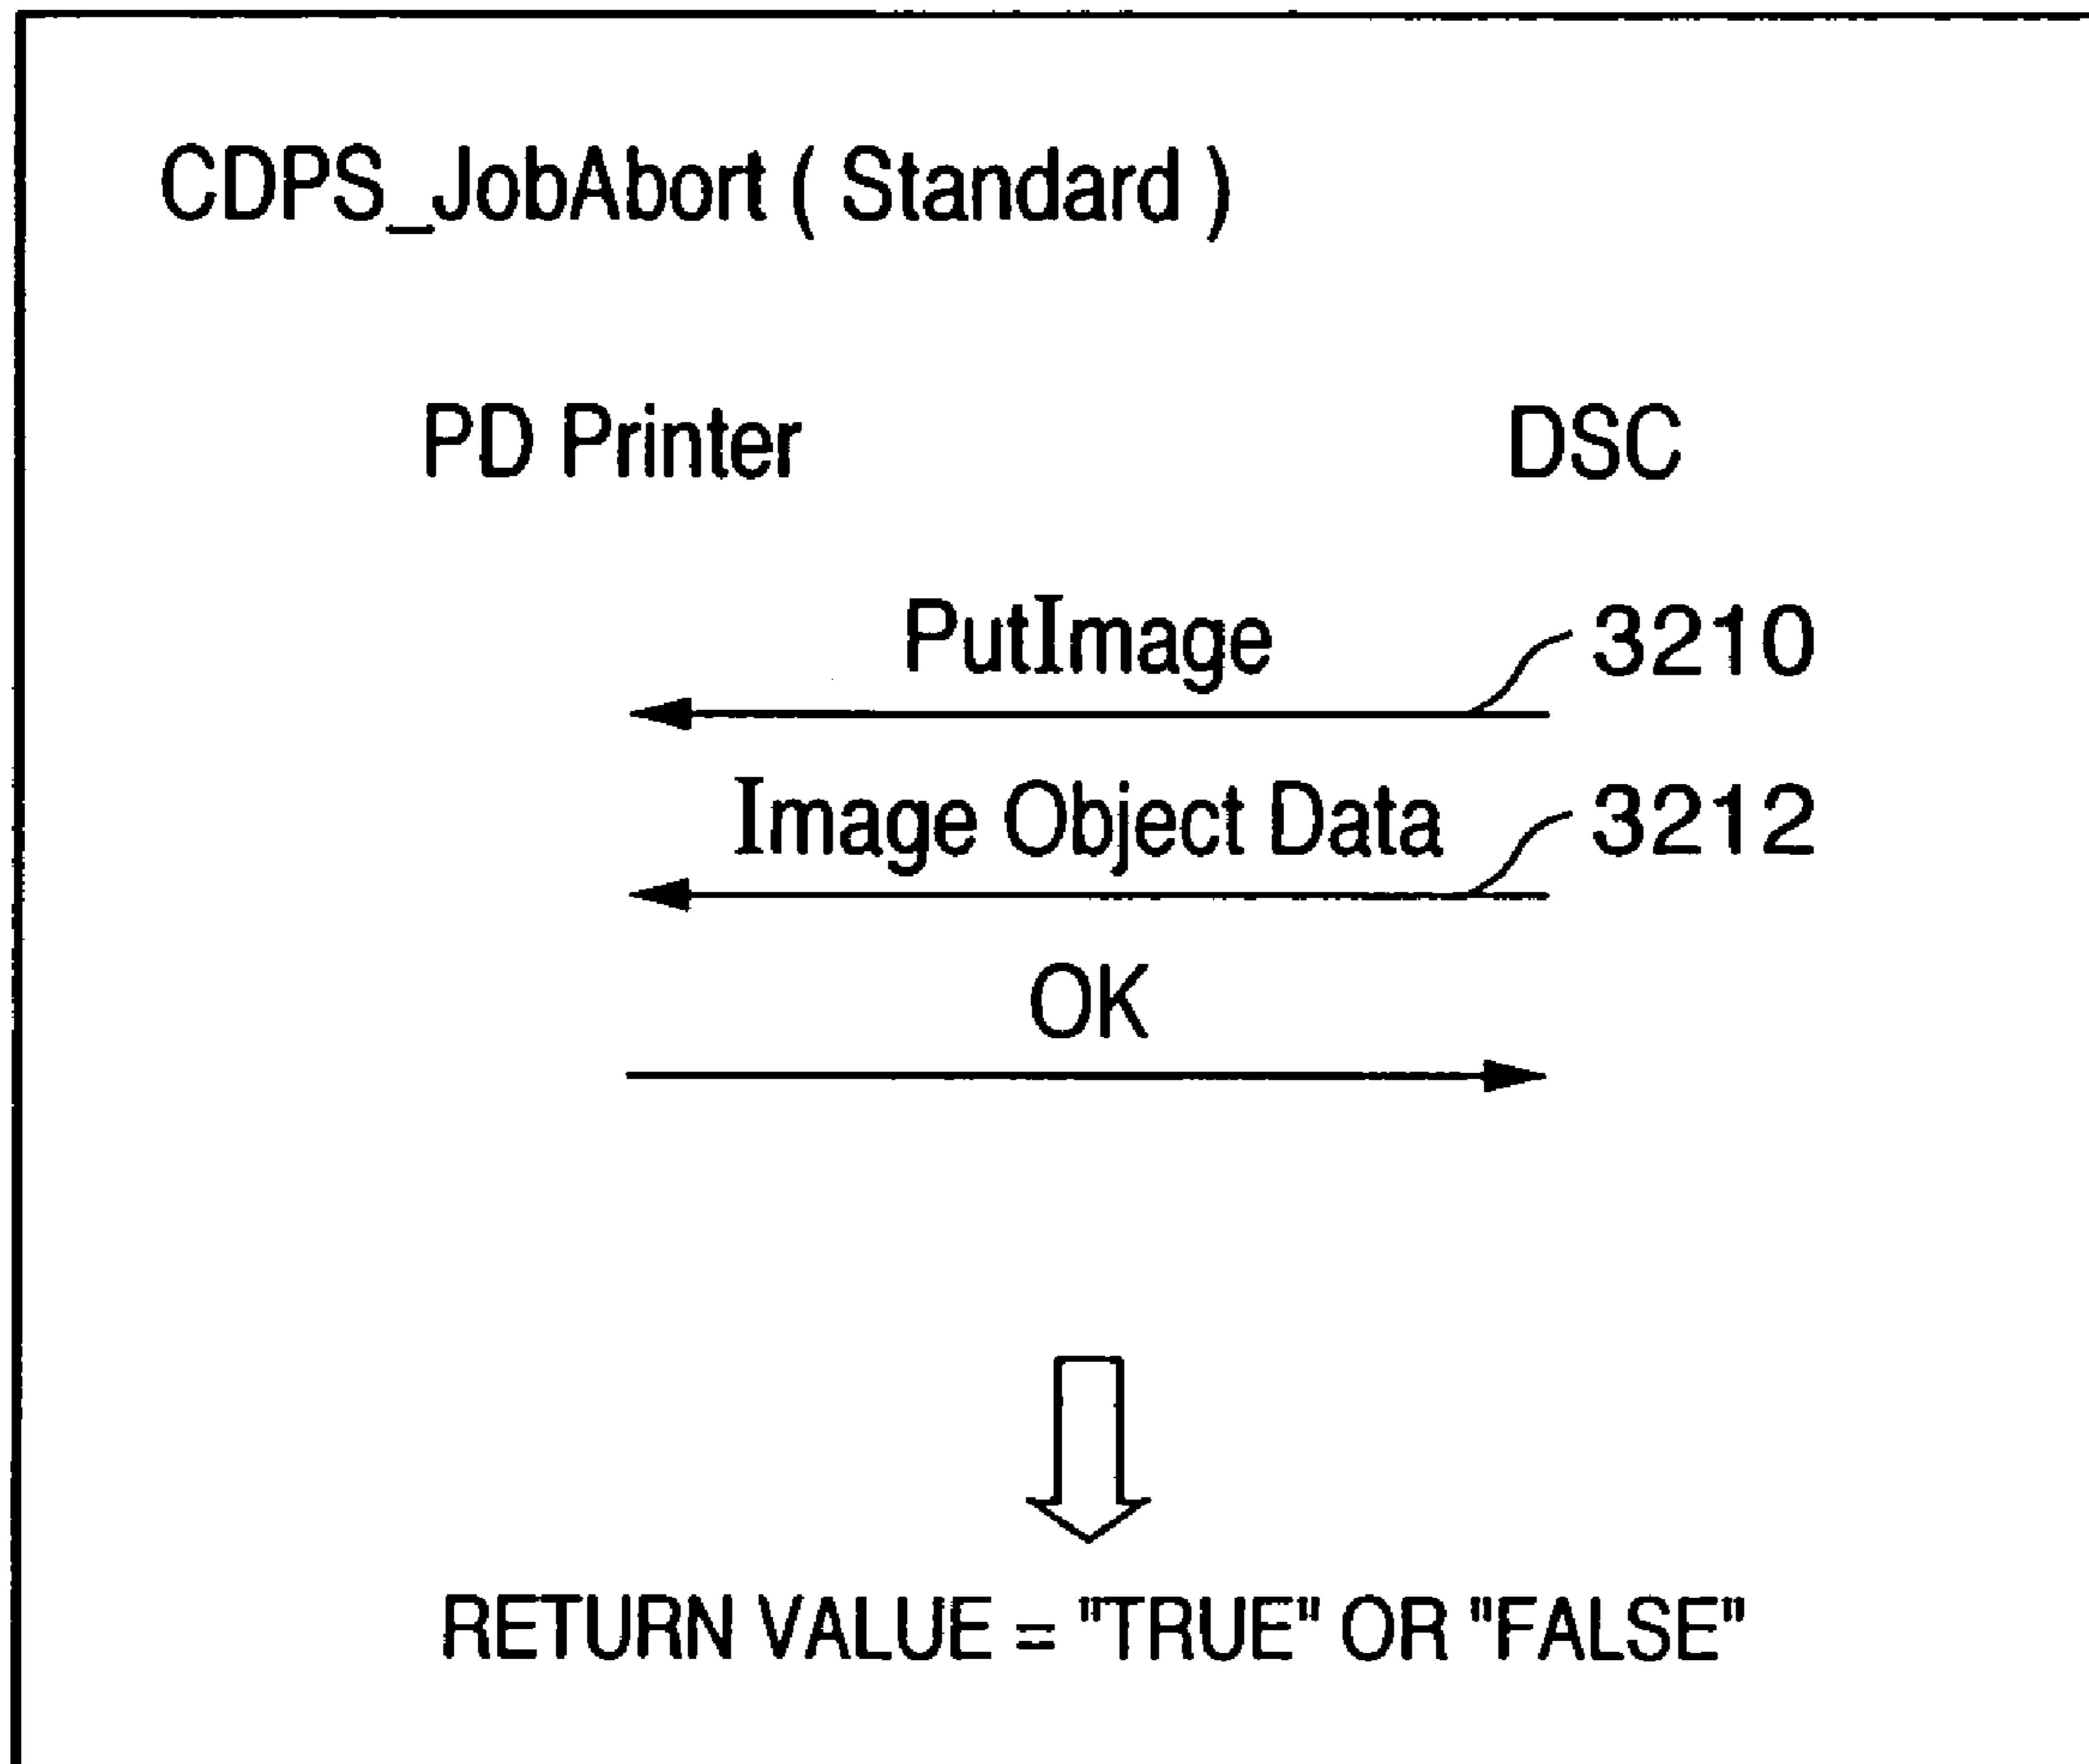 CDPS_JobAbort ( Standard )
PD Printer DSC
PutImage 3210
Image Object Data 3212
OK
RETURN VALUE = "TRUE" OR "FALSE"